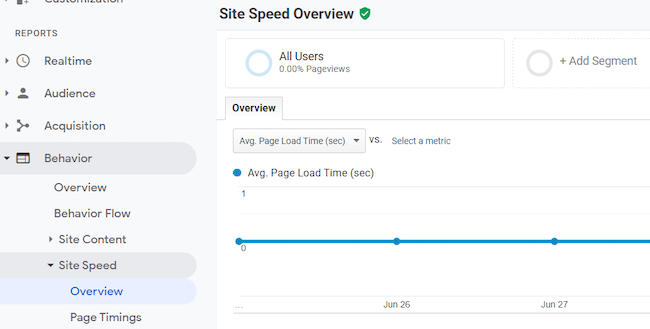 Customization
REPORTS
Realtime
Audience
Acquisition
Behavior
Overview
Behavior Flow
Site Content
Site Speed
Overview
Page Timings
Site Speed Overview
All Users
0.00% Pageviews
+ Add Segment
Overview
Avg. Page Load Time (sec) vs. Select a metric
Avg. Page Load Time (sec)
1
0
... Jun 26 Jun 27